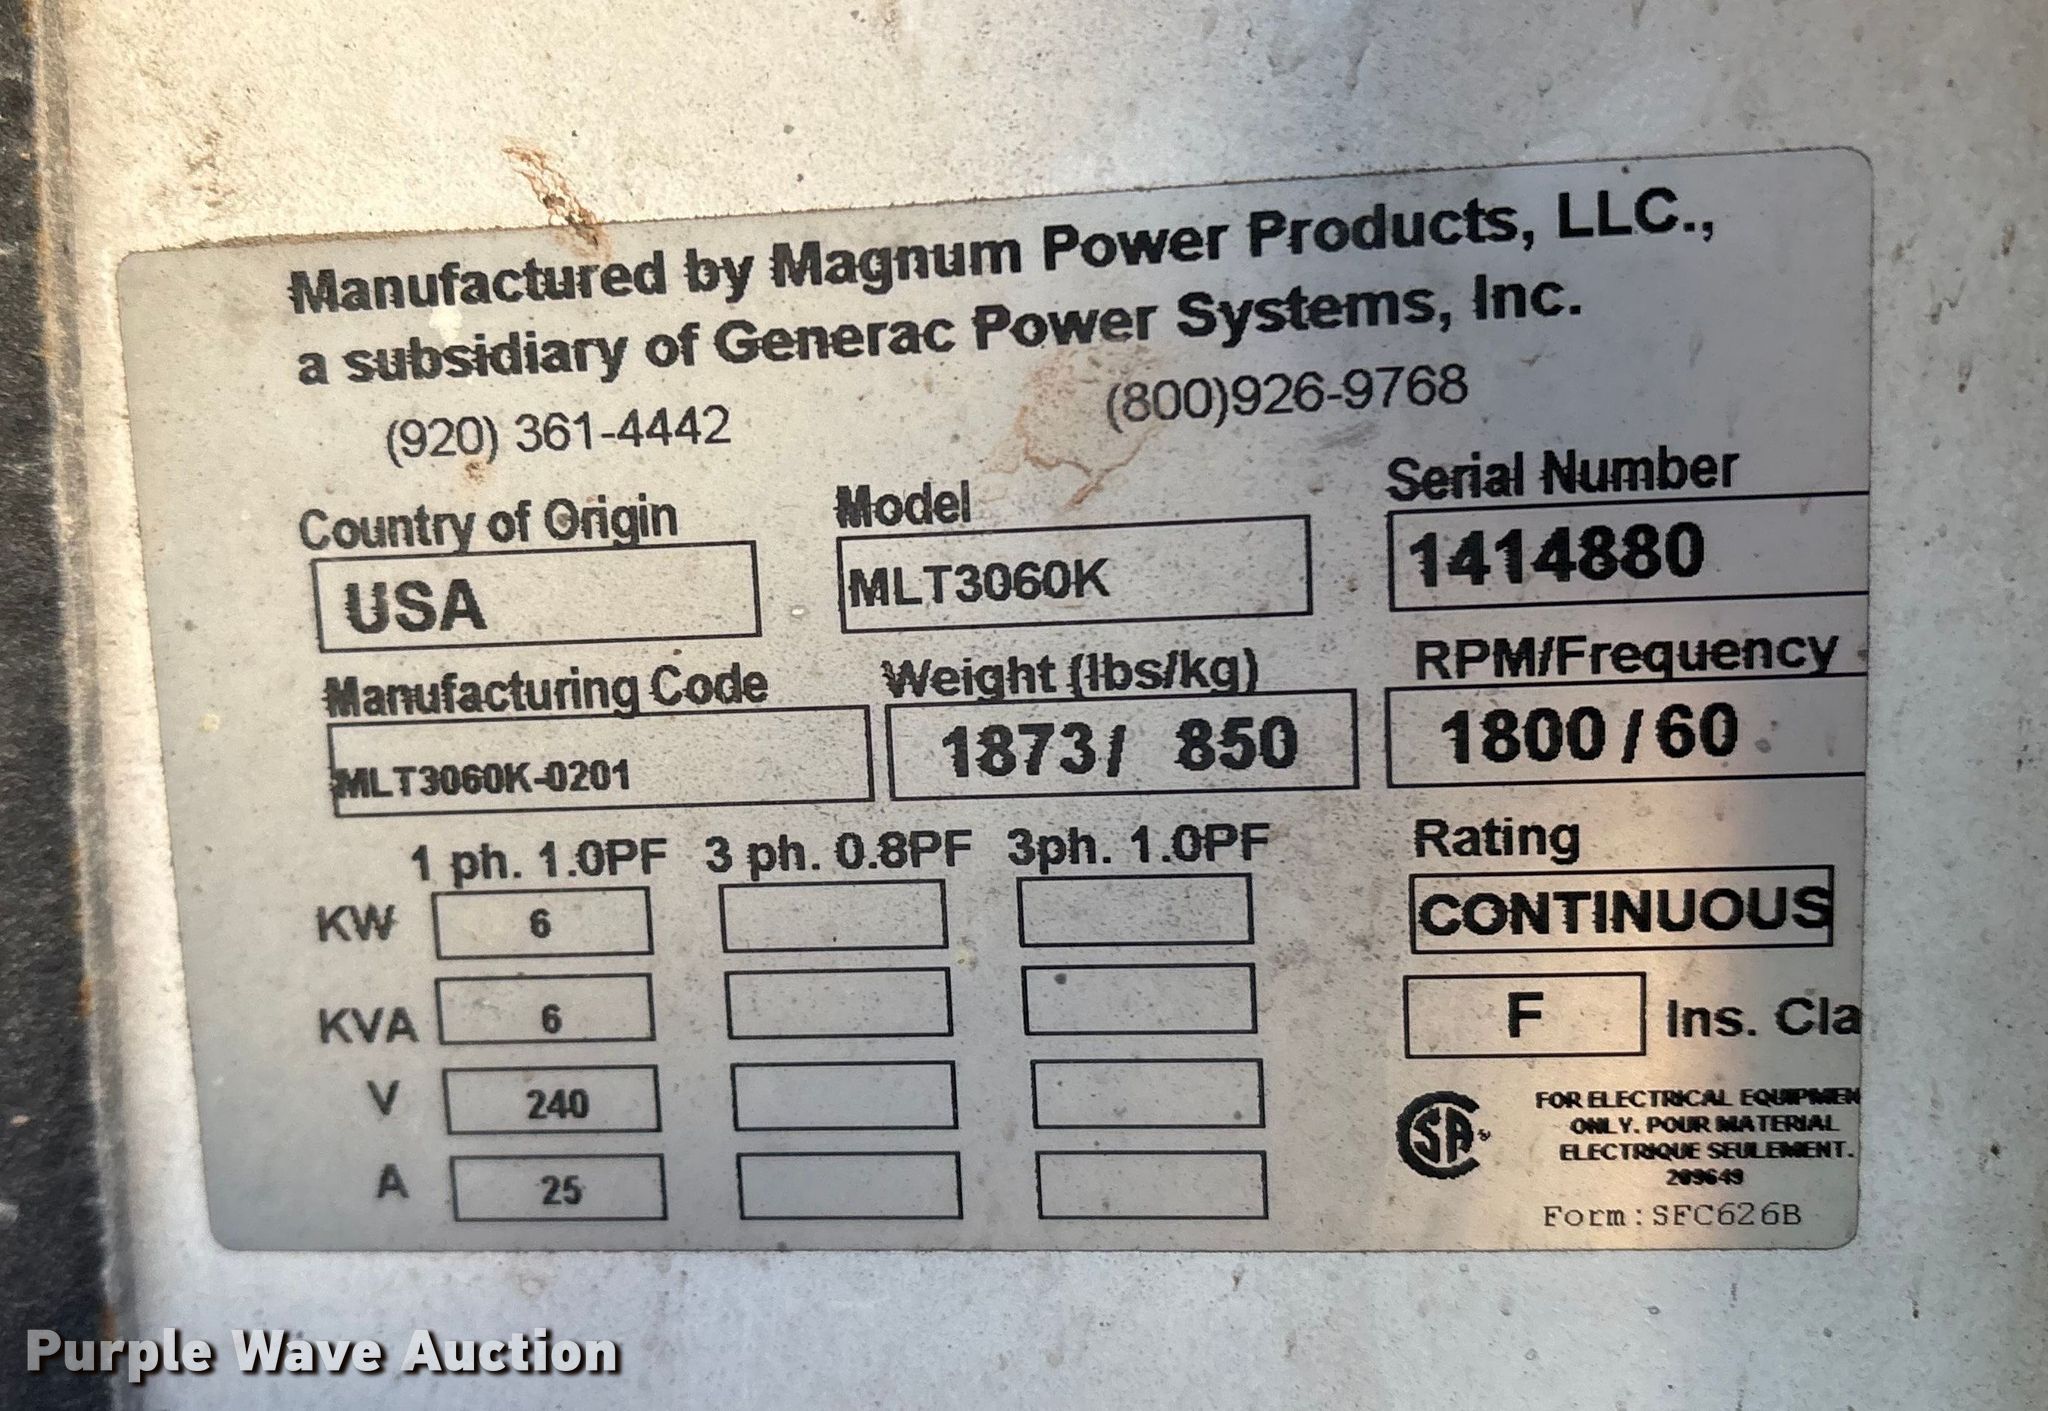 Manufactured by Magnum Power Products, LLC.,
a subsidiary of Generac Power Systems, Inc.
(920) 361-4442 (800)926-9768
Country of Origin Model Serial Number
USA MLT3060K 1414880
Manufacturing Code Weight (lbs/kg) RPM/Frequency
MLT3060K-0201 1873/ 850 1800 / 60
1 ph. 1.0PF 3 ph. 0.8PF 3ph. 1.0PF Rating
KW 6 CONTINUOUS
KVA 6 F Ins. Cla
V 240
A 25
CSA
FOR ELECTRICAL EQUIPMEN
ONLY. POUR MATERIAL
ELECTRIQUE SEULEMENT.
209649
Form:SFC626B
Purple Wave Auction